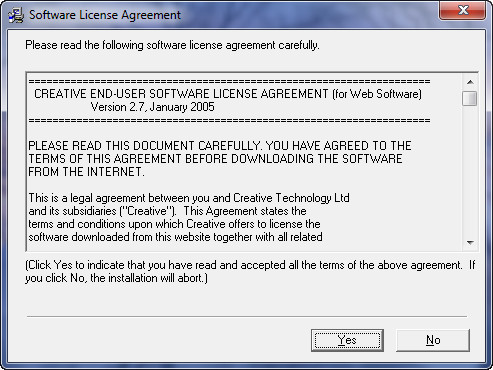 Software License Agreement
Please read the following software license agreement carefully.
===================================================================
CREATIVE END-USER SOFTWARE LICENSE AGREEMENT (for Web Software)
Version 2.7, January 2005
===================================================================
PLEASE READ THIS DOCUMENT CAREFULLY. YOU HAVE AGREED TO THE
TERMS OF THIS AGREEMENT BEFORE DOWNLOADING THE SOFTWARE
FROM THE INTERNET.
This is a legal agreement between you and Creative Technology Ltd
and its subsidiaries ("Creative"). This Agreement states the
terms and conditions upon which Creative offers to license the
software downloaded from this website together with all related
(Click Yes to indicate that you have read and accepted all the terms of the above agreement. If
you click No, the installation will abort.)
Yes No